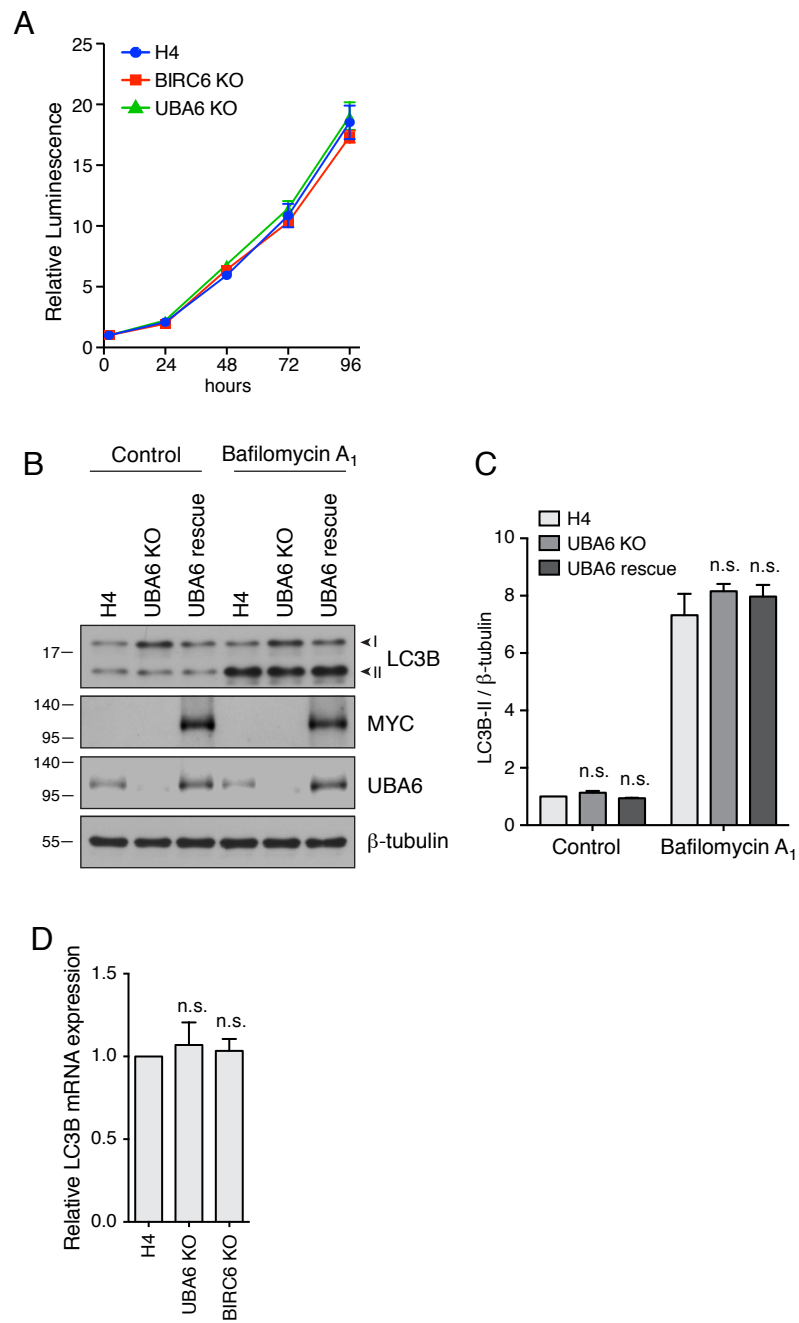 A
25
20
15
10
5
0
Relative Luminescence
H4
BIRC6 KO
UBA6 KO
0 24 48 72 96
hours
B
Control Bafilomycin A1
H4 UBA6 KO UBA6 rescue H4 UBA6 KO UBA6 rescue
17
I
II
LC3B
140
95
MYC
140
95
UBA6
55
β-tubulin
C
H4
UBA6 KO
UBA6 rescue
10
8
6
4
2
0
LC3B-II / β-tubulin
n.s. n.s. n.s. n.s.
Control Bafilomycin A1
D
1.5
1.0
0.5
0.0
Relative LC3B mRNA expression
n.s. n.s.
H4 UBA6 KO BIRC6 KO